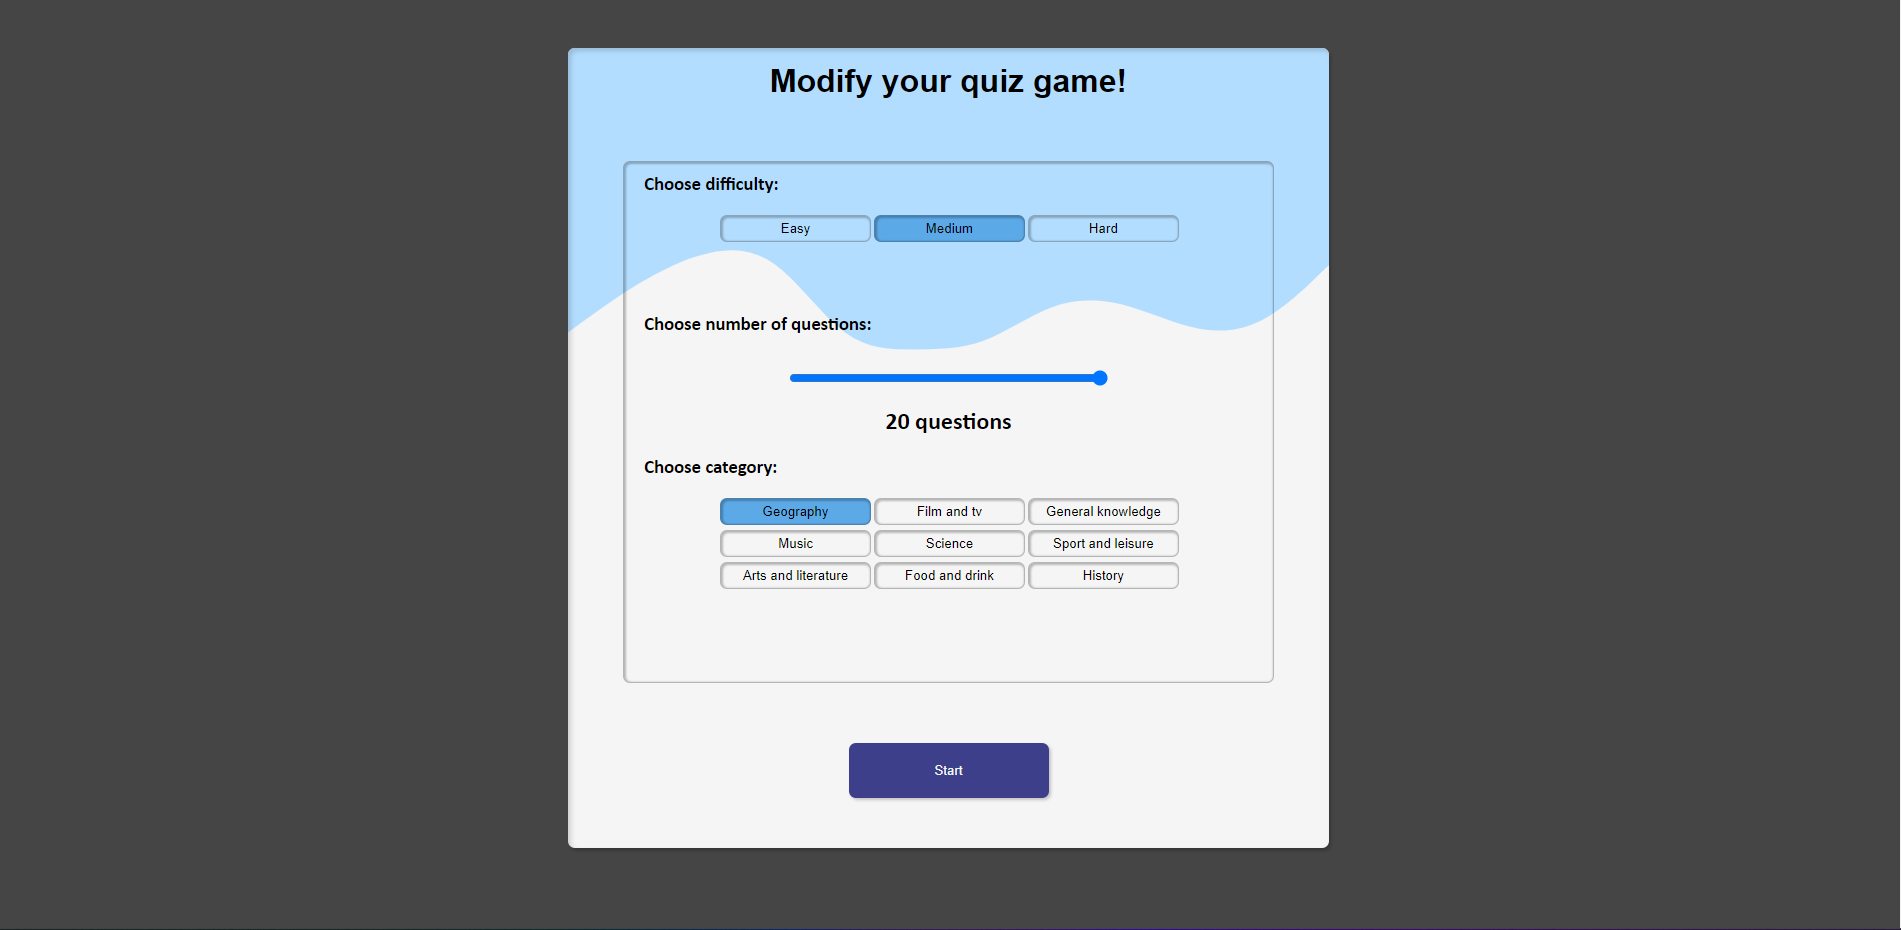 Modify your quiz game!
Choose difficulty:
Easy Medium Hard
Choose number of questions:
20 questions
Choose category:
Geography Film and tv General knowledge
Music Science Sport and leisure
Arts and literature Food and drink History
Start